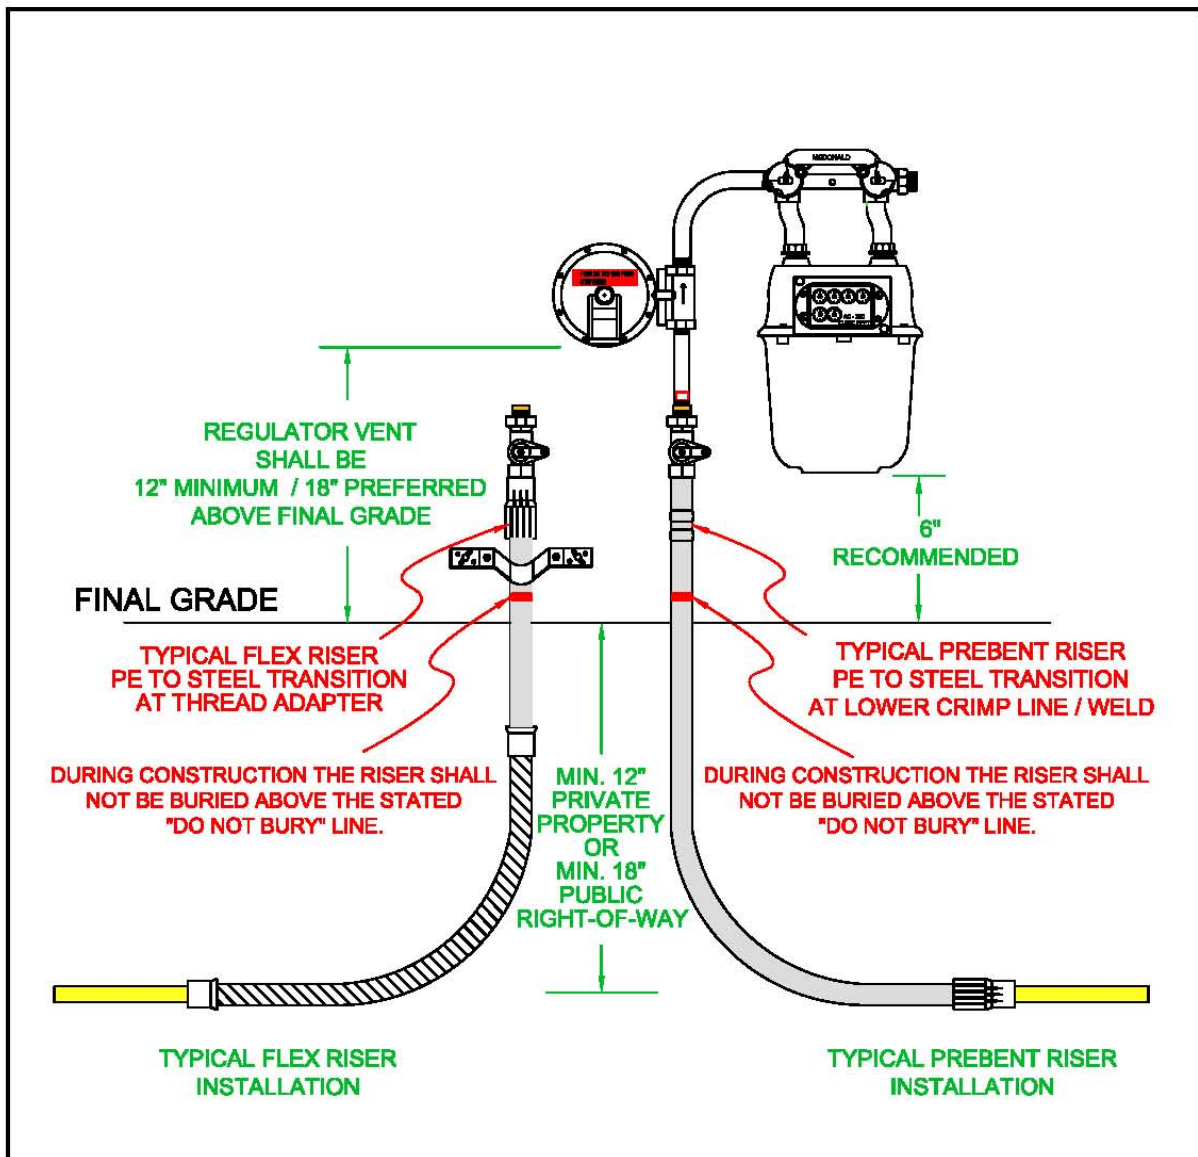 McDONALD
REGULATOR VENT
SHALL BE
12" MINIMUM / 18" PREFERRED
ABOVE FINAL GRADE
6"
RECOMMENDED
FINAL GRADE
TYPICAL FLEX RISER
PE TO STEEL TRANSITION
AT THREAD ADAPTER
TYPICAL PREBENT RISER
PE TO STEEL TRANSITION
AT LOWER CRIMP LINE / WELD
DURING CONSTRUCTION THE RISER SHALL
NOT BE BURIED ABOVE THE STATED
"DO NOT BURY" LINE.
MIN. 12"
PRIVATE
PROPERTY
OR
MIN. 18"
PUBLIC
RIGHT-OF-WAY
DURING CONSTRUCTION THE RISER SHALL
NOT BE BURIED ABOVE THE STATED
"DO NOT BURY" LINE.
TYPICAL FLEX RISER
INSTALLATION
TYPICAL PREBENT RISER
INSTALLATION